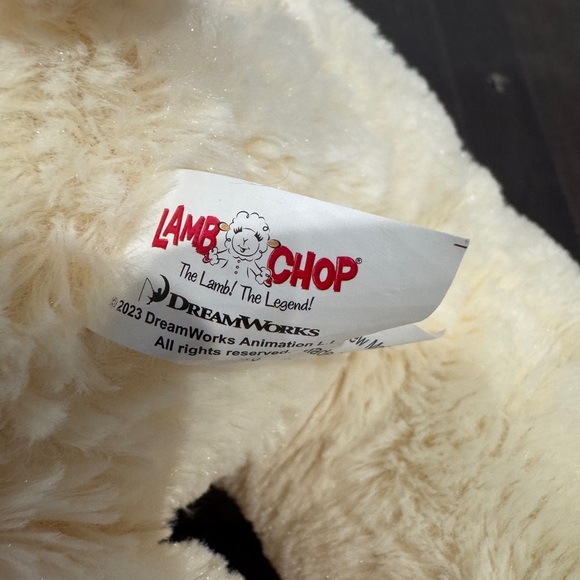 LAMB CHOP®
The Lamb! The Legend!
DREAMWORKS
©2023 DreamWorks Animation
All rights reserved.